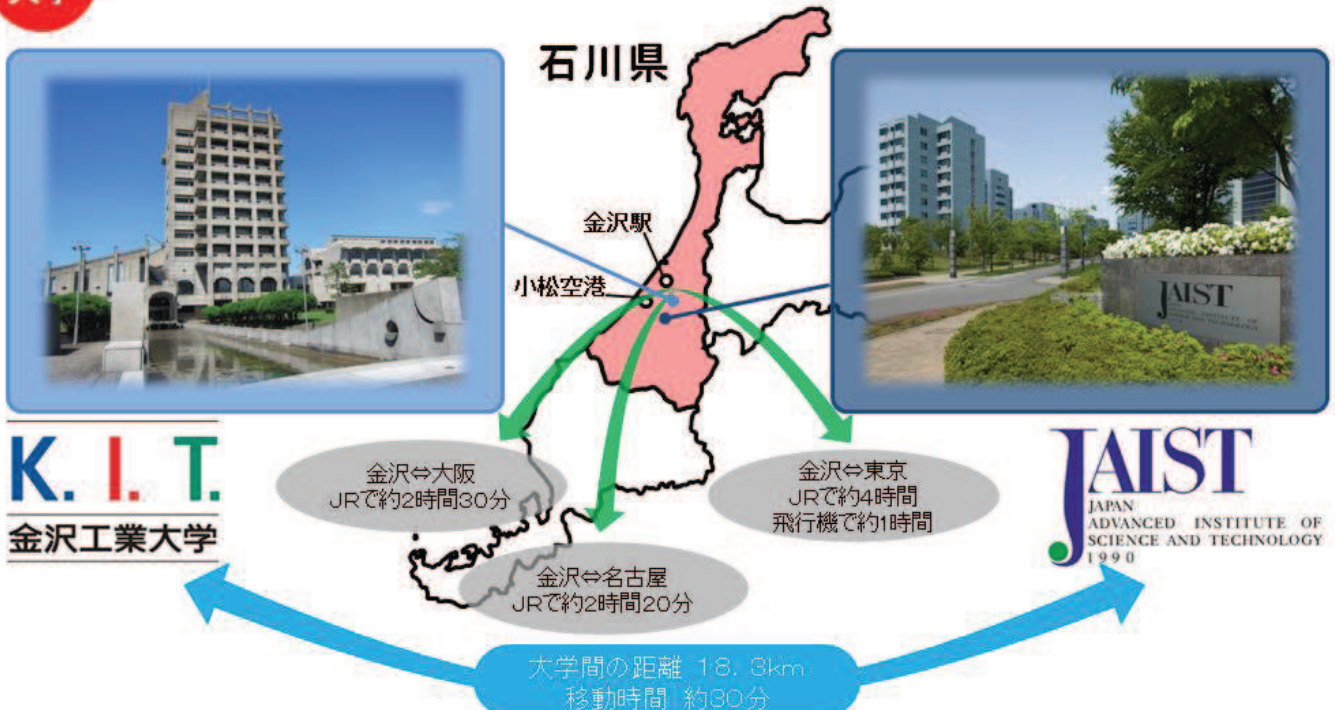 大学
石川県
金沢駅
小松空港
JAIST
K. I. T.
金沢工業大学
金沢⇔大阪
JRで約2時間30分
金沢⇔名古屋
JRで約2時間20分
金沢⇔東京
JRで約4時間
飛行機で約1時間
JAIST
JAPAN
ADVANCED INSTITUTE OF
SCIENCE AND TECHNOLOGY
1990
大学間の距離 18. 3km
移動時間 約30分